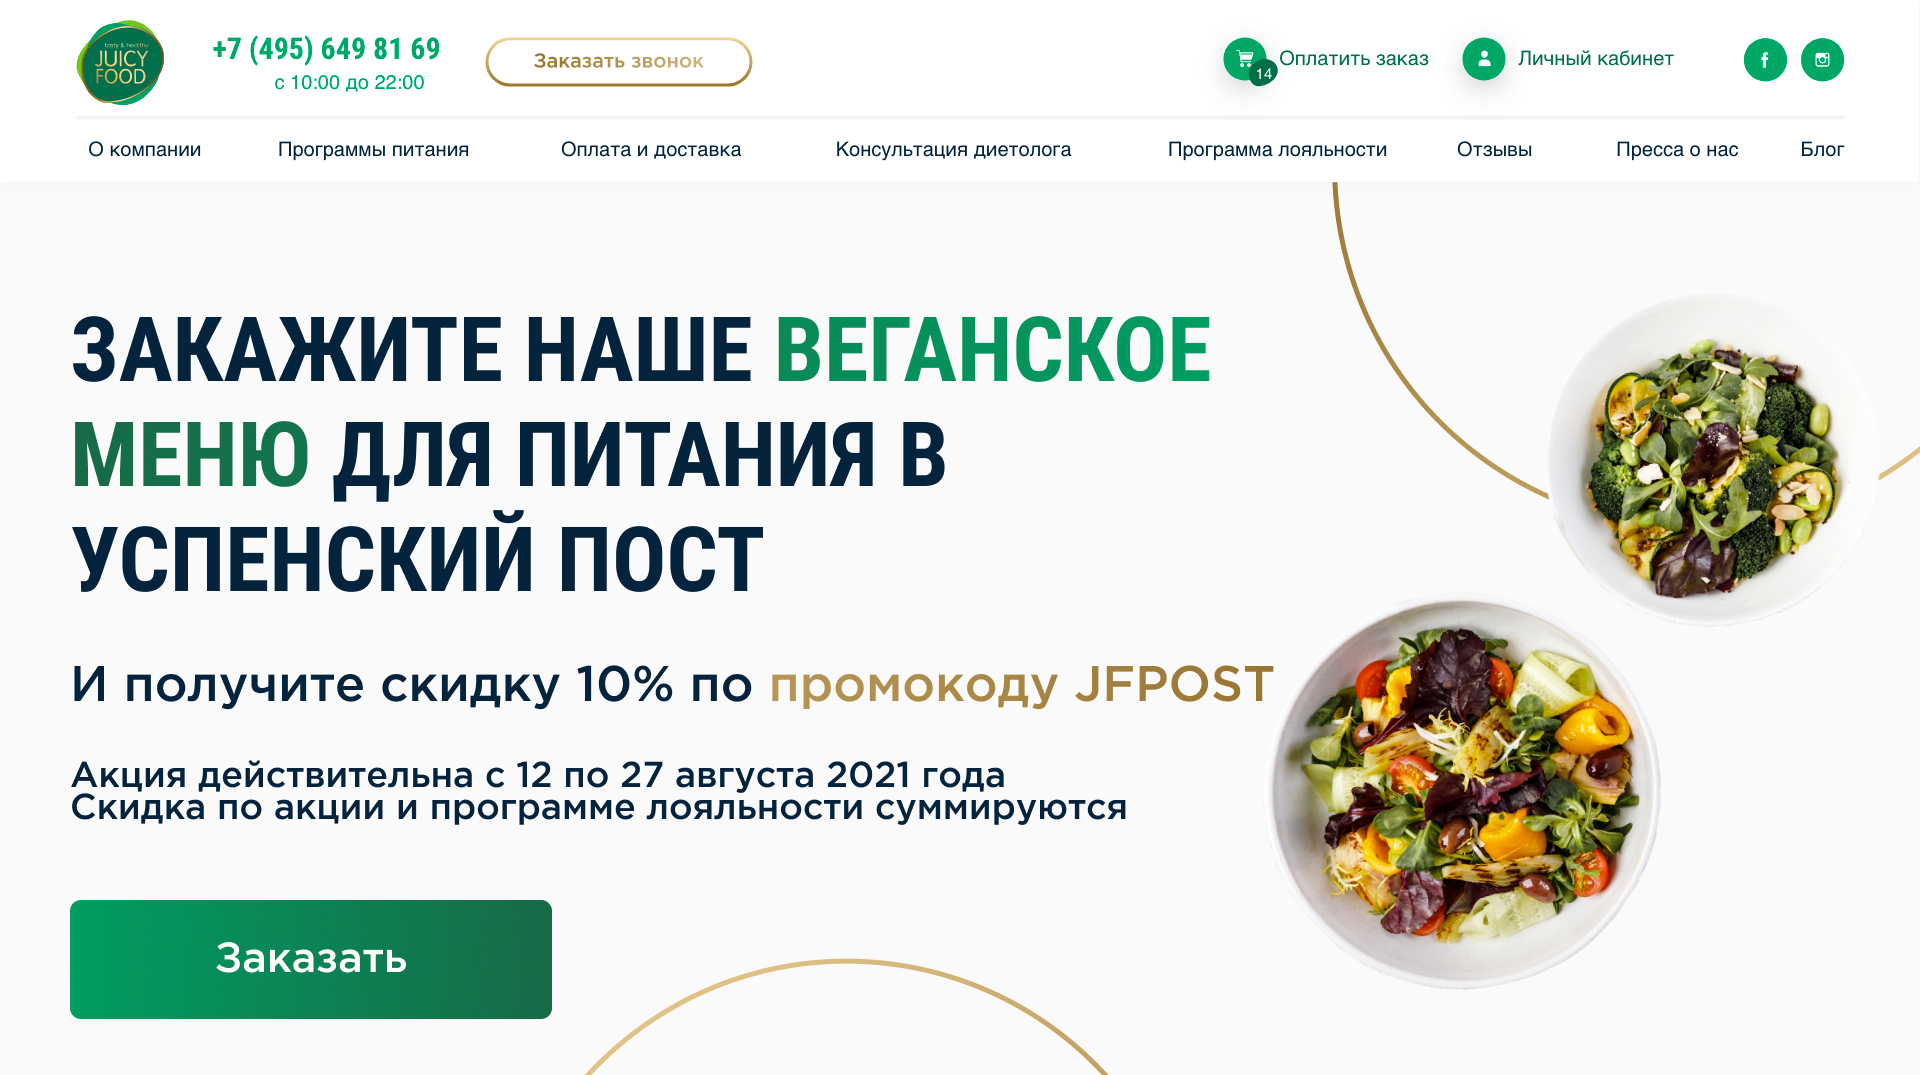 tasty & healthy
JUICY
FOOD
+7 (495) 649 81 69
с 10:00 до 22:00
Заказать звонок
14
Оплатить заказ
Личный кабинет
О компании
Программы питания
Оплата и доставка
Консультация диетолога
Программа лояльности
Отзывы
Пресса о нас
Блог
ЗАКАЖИТЕ НАШЕ ВЕГАНСКОЕ
МЕНЮ ДЛЯ ПИТАНИЯ В
УСПЕНСКИЙ ПОСТ
И получите скидку 10% по промокоду JFPOST
Акция действительна с 12 по 27 августа 2021 года
Скидка по акции и программе лояльности суммируются
Заказать